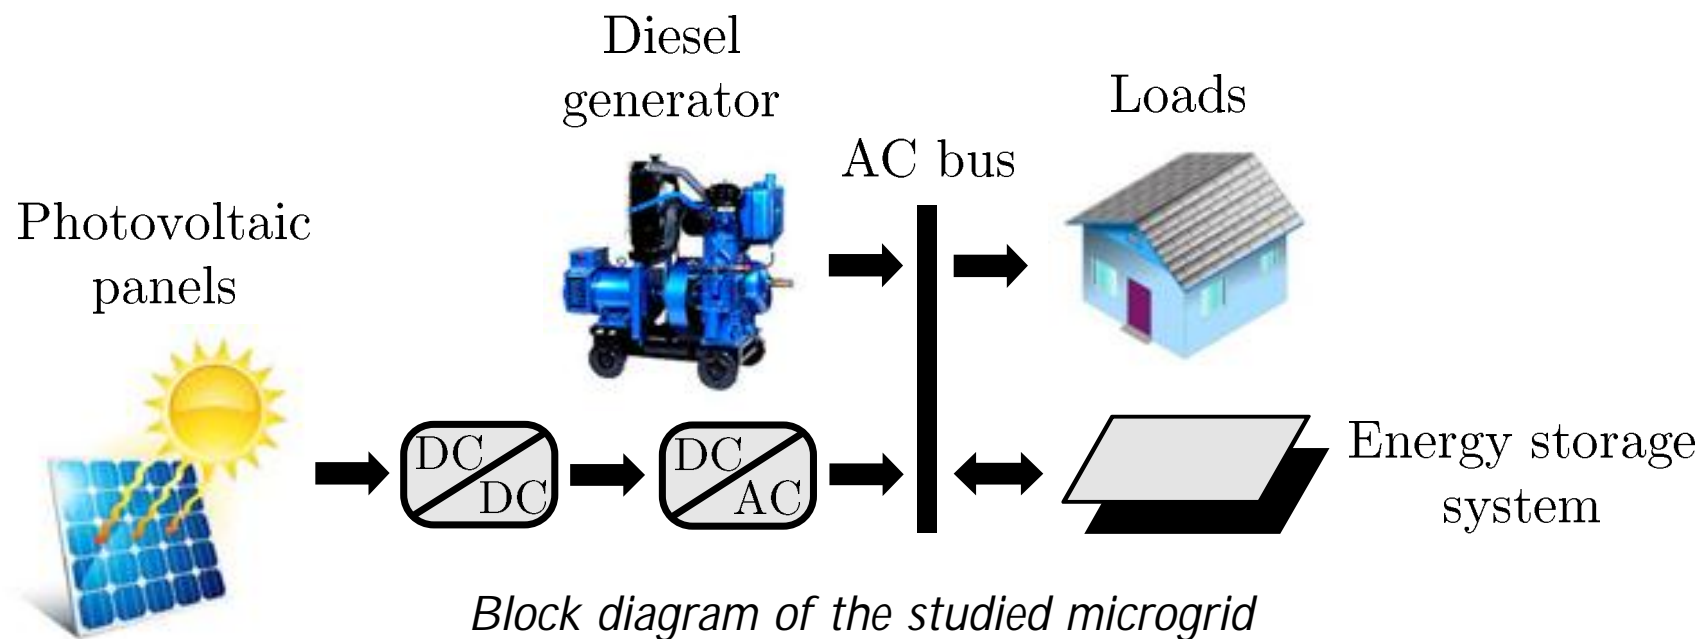 Diesel
generator
Loads
AC bus
Photovoltaic
panels
DC
DC
DC
AC
Energy storage
system
Block diagram of the studied microgrid